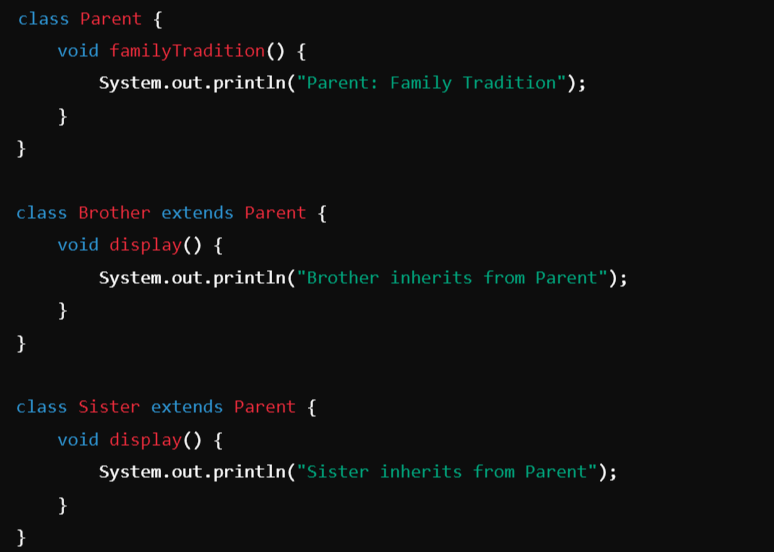 class Parent {
    void familyTradition() {
        System.out.println("Parent: Family Tradition");
    }
}

class Brother extends Parent {
    void display() {
        System.out.println("Brother inherits from Parent");
    }
}

class Sister extends Parent {
    void display() {
        System.out.println("Sister inherits from Parent");
    }
}